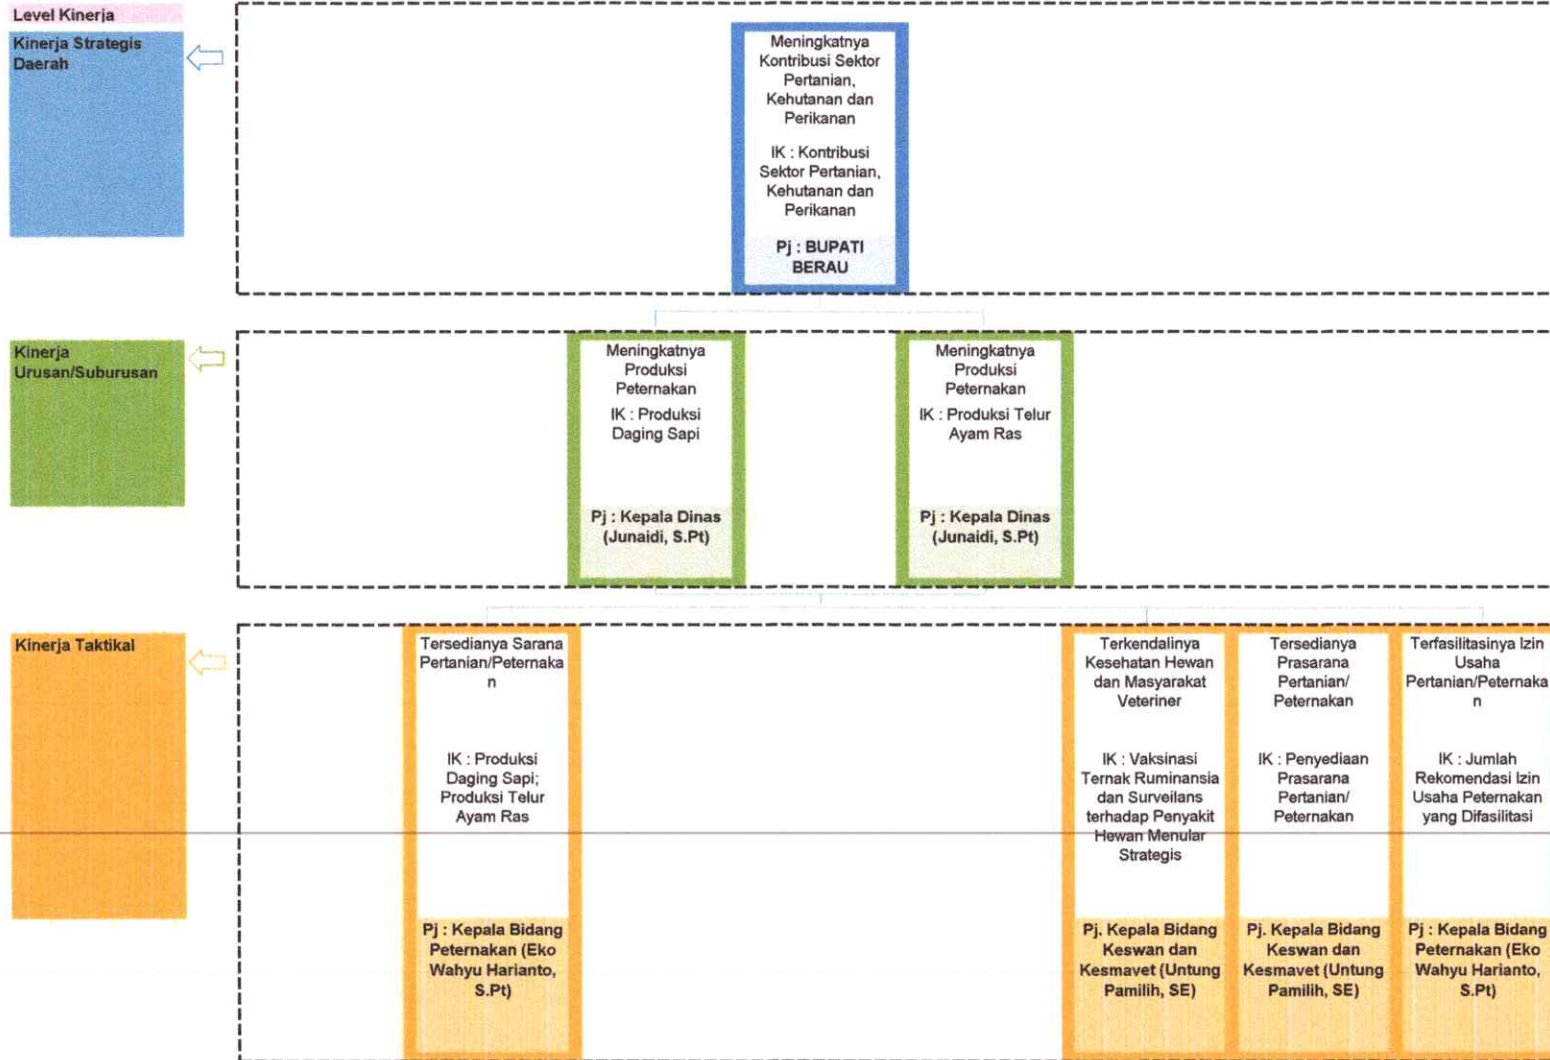 Level Kinerja
Kinerja Strategis
Daerah
Meningkatnya
Kontribusi Sektor
Pertanian,
Kehutanan dan
Perikanan
IK : Kontribusi
Sektor Pertanian,
Kehutanan dan
Perikanan
Pj : BUPATI
BERAU
Kinerja
Urusan/Suburusan
Meningkatnya
Produksi
Peternakan
IK : Produksi
Daging Sapi
Pj : Kepala Dinas
(Junaidi, S.Pt)
Meningkatnya
Produksi
Peternakan
IK : Produksi Telur
Ayam Ras
Pj : Kepala Dinas
(Junaidi, S.Pt)
Kinerja Taktikal
Tersedianya Sarana
Pertanian/Peternaka
n
IK : Produksi
Daging Sapi;
Produksi Telur
Ayam Ras
Pj : Kepala Bidang
Peternakan (Eko
Wahyu Harianto,
S.Pt)
Terkendalinya
Kesehatan Hewan
dan Masyarakat
Veteriner
IK : Vaksinasi
Ternak Ruminansia
dan Surveilans
terhadap Penyakit
Hewan Menular
Strategis
Pj. Kepala Bidang
Keswan dan
Kesmavet (Untung
Pamilih, SE)
Tersedianya
Prasarana
Pertanian/
Peternakan
IK : Penyediaan
Prasarana
Pertanian/
Peternakan
Pj. Kepala Bidang
Keswan dan
Kesmavet (Untung
Pamilih, SE)
Terfasilitasinya Izin
Usaha
Pertanian/Peternaka
n
IK : Jumlah
Rekomendasi Izin
Usaha Peternakan
yang Difasilitasi
Pj : Kepala Bidang
Peternakan (Eko
Wahyu Harianto,
S.Pt)